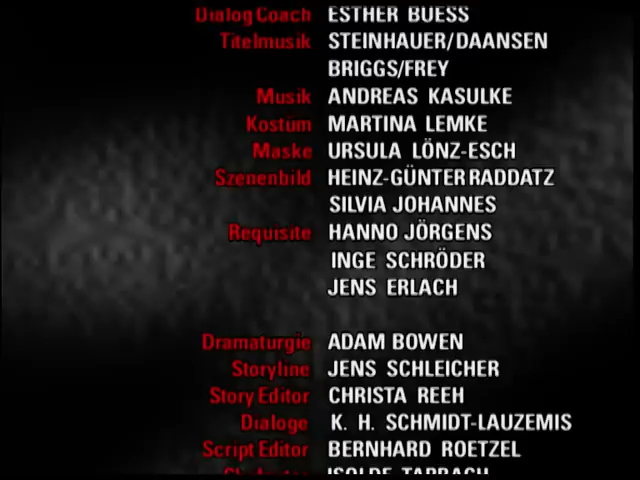 Dialog Coach ESTHER BUESS
Titelmusik STEINHAUER/DAANSEN
BRIGGS/FREY
Musik ANDREAS KASULKE
Kostüm MARTINA LEMKE
Maske URSULA LÖNZ-ESCH
Szenenbild HEINZ-GÜNTER RADDATZ
SILVIA JOHANNES
Requisite HANNO JÖRGENS
INGE SCHRÖDER
JENS ERLACH
Dramaturgie ADAM BOWEN
Storyline JENS SCHLEICHER
Story Editor CHRISTA REEH
Dialoge K. H. SCHMIDT-LAUZEMIS
Script Editor BERNHARD ROETZEL
ISOLDE